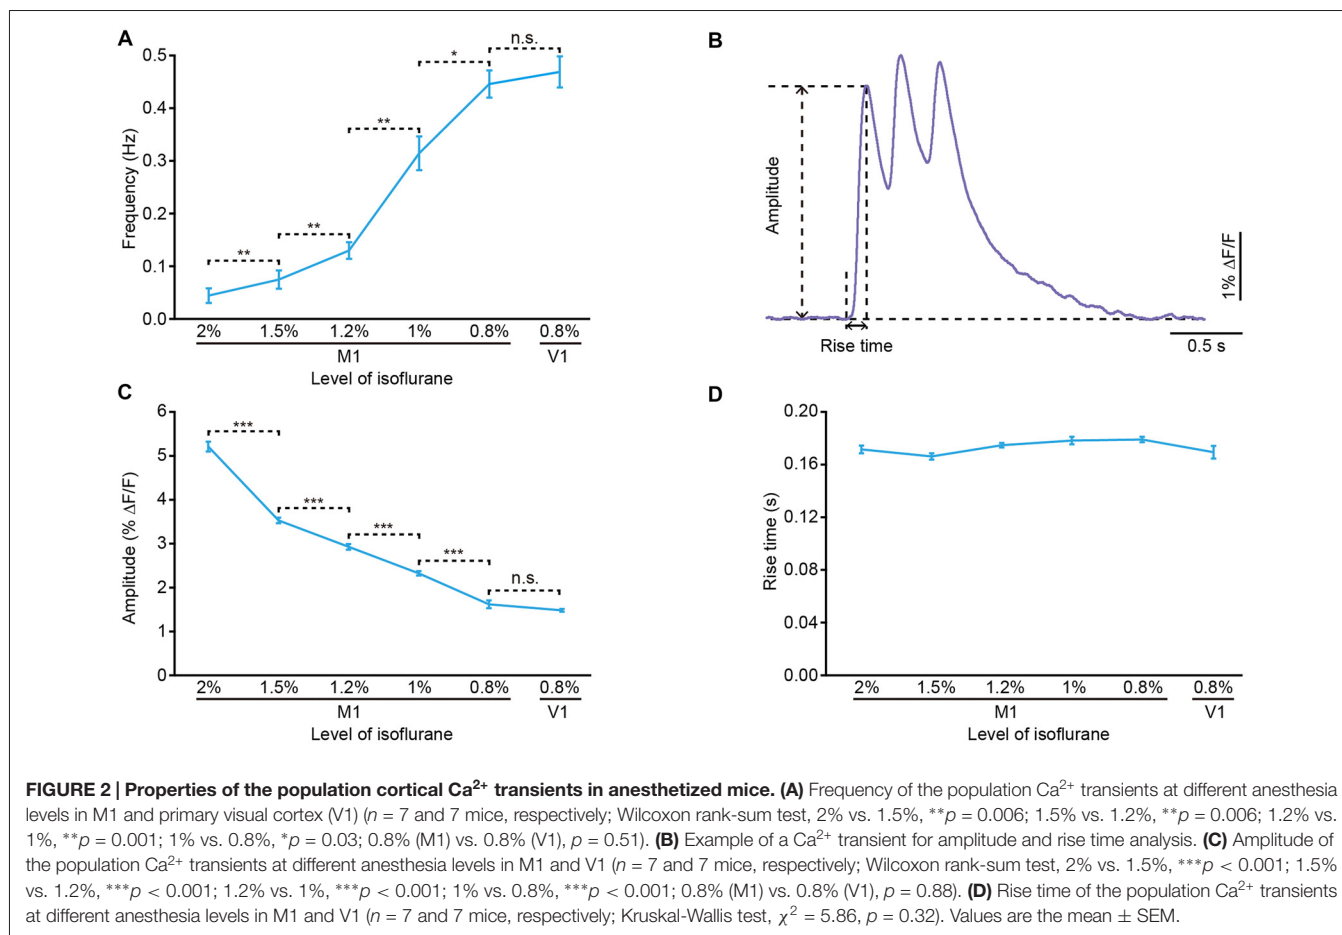 A
n.s.
*
**
**
**
0.5
0.4
0.3
0.2
0.1
0.0
Frequency (Hz)
2% 1.5% 1.2% 1% 0.8% 0.8%
M1 V1
Level of isoflurane
B
Amplitude
Rise time
1% ΔF/F
0.5 s
C
6
5
4
3
2
1
0
Amplitude (% ΔF/F)
***
***
***
***
n.s.
2% 1.5% 1.2% 1% 0.8% 0.8%
M1 V1
Level of isoflurane
D
0.20
0.16
0.12
0.08
0.04
0.00
Rise time (s)
2% 1.5% 1.2% 1% 0.8% 0.8%
M1 V1
Level of isoflurane
FIGURE 2 | Properties of the population cortical Ca²⁺ transients in anesthetized mice. (A) Frequency of the population Ca²⁺ transients at different anesthesia
levels in M1 and primary visual cortex (V1) (n = 7 and 7 mice, respectively; Wilcoxon rank-sum test, 2% vs. 1.5%, **p = 0.006; 1.5% vs. 1.2%, **p = 0.006; 1.2% vs.
1%, **p = 0.001; 1% vs. 0.8%, *p = 0.03; 0.8% (M1) vs. 0.8% (V1), p = 0.51). (B) Example of a Ca²⁺ transient for amplitude and rise time analysis. (C) Amplitude of
the population Ca²⁺ transients at different anesthesia levels in M1 and V1 (n = 7 and 7 mice, respectively; Wilcoxon rank-sum test, 2% vs. 1.5%, ***p < 0.001; 1.5%
vs. 1.2%, ***p < 0.001; 1.2% vs. 1%, ***p < 0.001; 1% vs. 0.8%, ***p < 0.001; 0.8% (M1) vs. 0.8% (V1), p = 0.88). (D) Rise time of the population Ca²⁺ transients
at different anesthesia levels in M1 and V1 (n = 7 and 7 mice, respectively; Kruskal-Wallis test, χ² = 5.86, p = 0.32). Values are the mean ± SEM.